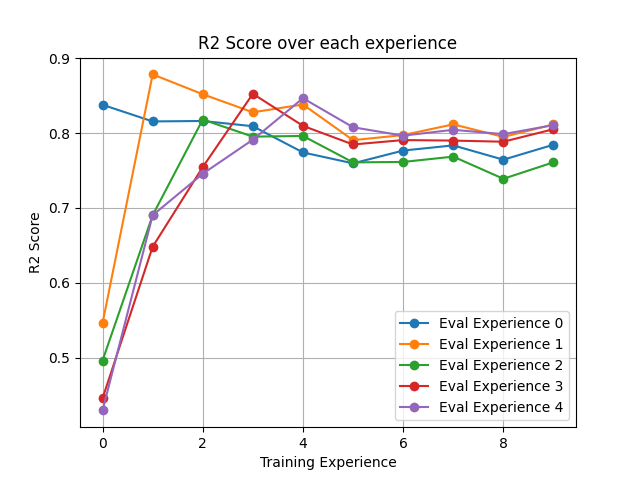 R2 Score over each experience
0.9
0.8
0.7
0.6
0.5
R2 Score
0
2
4
6
8
Training Experience
Eval Experience 0
Eval Experience 1
Eval Experience 2
Eval Experience 3
Eval Experience 4